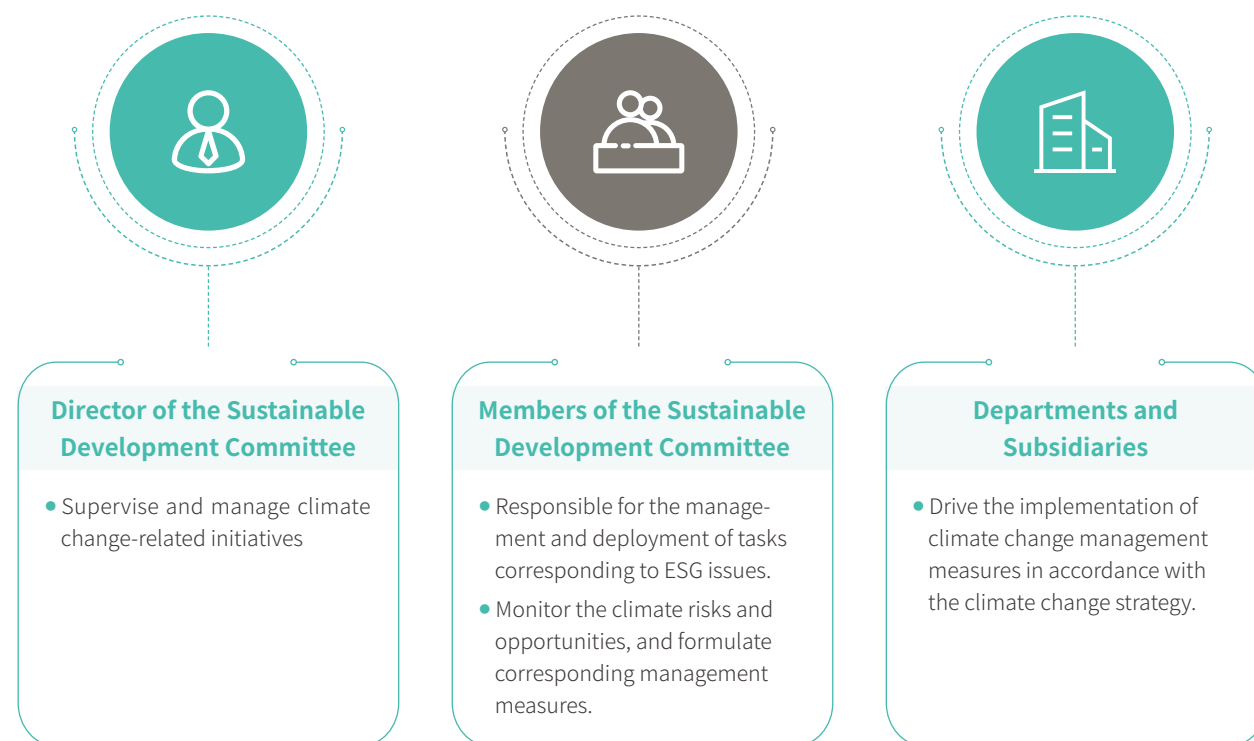 Director of the Sustainable
Development Committee
● Supervise and manage climate
change-related initiatives
Members of the Sustainable
Development Committee
● Responsible for the manage-
ment and deployment of tasks
corresponding to ESG issues.
● Monitor the climate risks and
opportunities, and formulate
corresponding management
measures.
Departments and
Subsidiaries
● Drive the implementation of
climate change management
measures in accordance with
the climate change strategy.